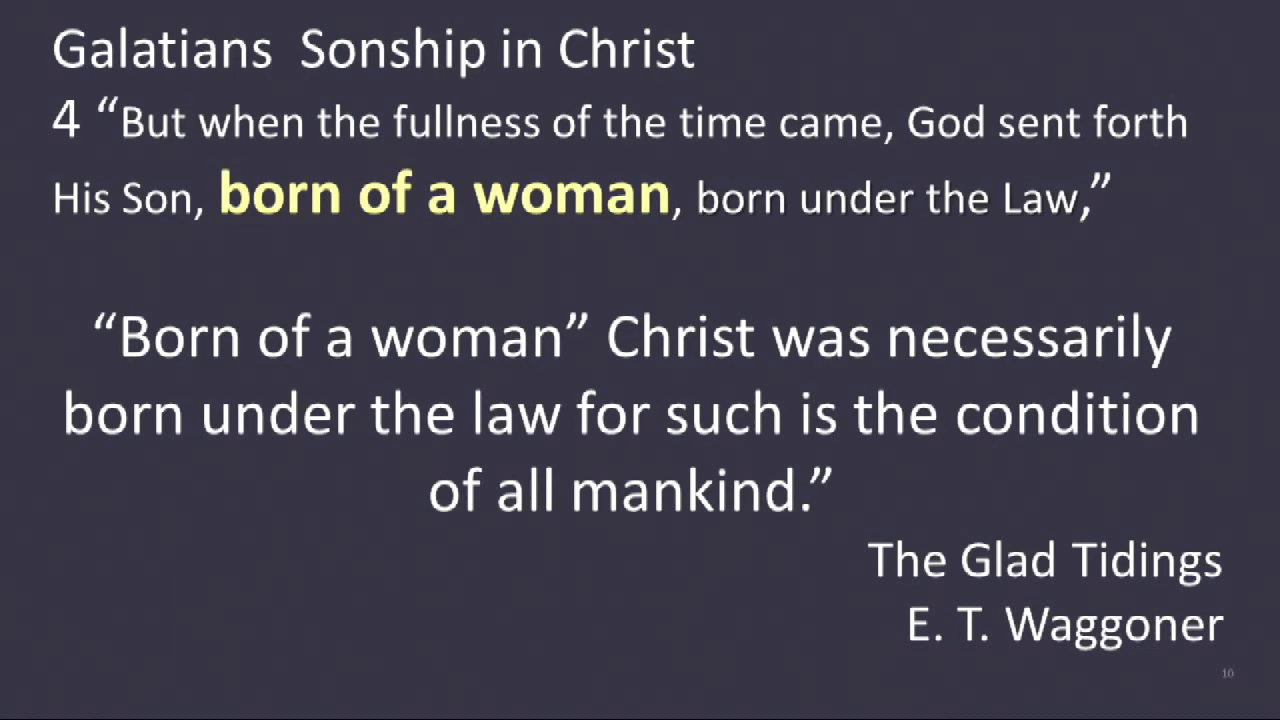 Galatians  Sonship in Christ
4 “But when the fullness of the time came, God sent forth
His Son, born of a woman, born under the Law,”
“Born of a woman” Christ was necessarily
born under the law for such is the condition
of all mankind.”
The Glad Tidings
E. T. Waggoner
10